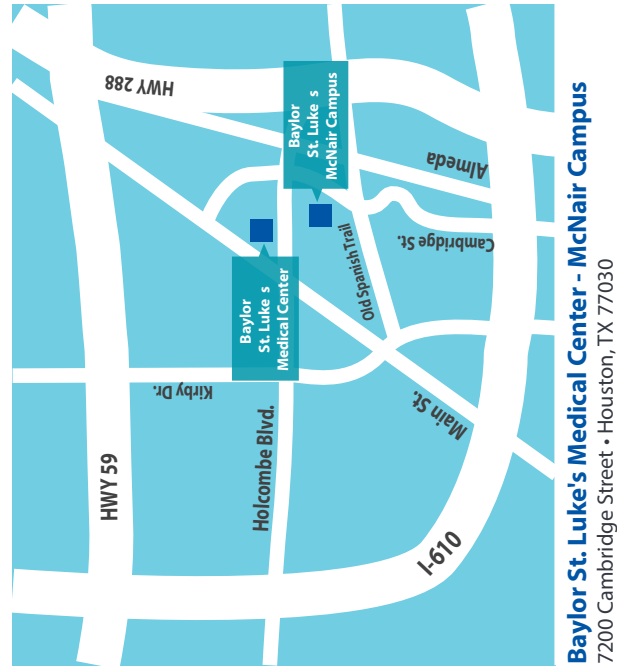 HWY 59
HWY 288
Kirby Dr.
Holcombe Blvd.
Baylor
St. Luke s
Medical Center
Baylor
St. Luke s
McNair Campus
Old Spanish Trail
Almeda
Cambridge St.
Main St.
I-610
Baylor St. Luke's Medical Center - McNair Campus
7200 Cambridge Street • Houston, TX 77030